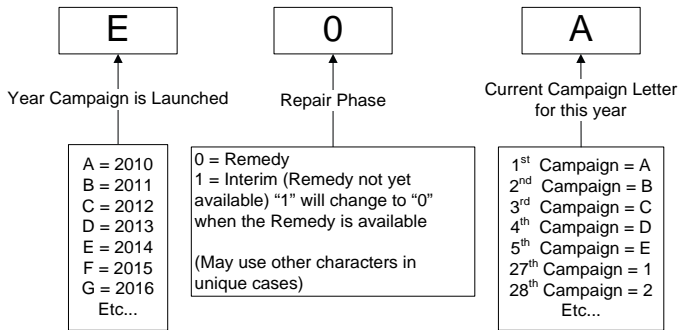 E 0 A
Year Campaign is Launched
Repair Phase
Current Campaign Letter
for this year
A = 2010
B = 2011
C = 2012
D = 2013
E = 2014
F = 2015
G = 2016
Etc...
0 = Remedy
1 = Interim (Remedy not yet
available) “1” will change to “0”
when the Remedy is available
(May use other characters in
unique cases)
1st Campaign = A
2nd Campaign = B
3rd Campaign = C
4th Campaign = D
5th Campaign = E
27th Campaign = 1
28th Campaign = 2
Etc...